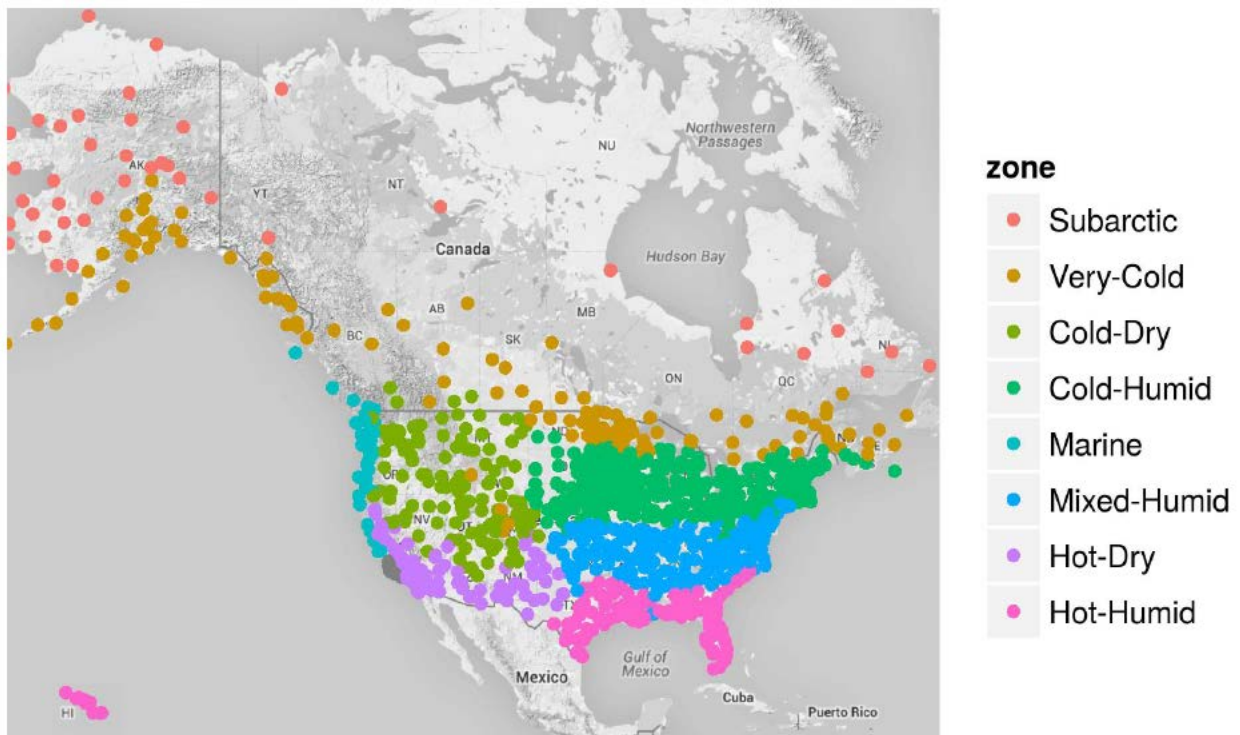 NU
Northwestern
Passages
AK
YT
NT
Canada
Hudson Bay
AB
MB
BC
SK
ON
QC
NV
NM
Gulf of
Mexico
Mexico
Cuba
Puerto Rico
HI
zone
Subarctic
Very-Cold
Cold-Dry
Cold-Humid
Marine
Mixed-Humid
Hot-Dry
Hot-Humid